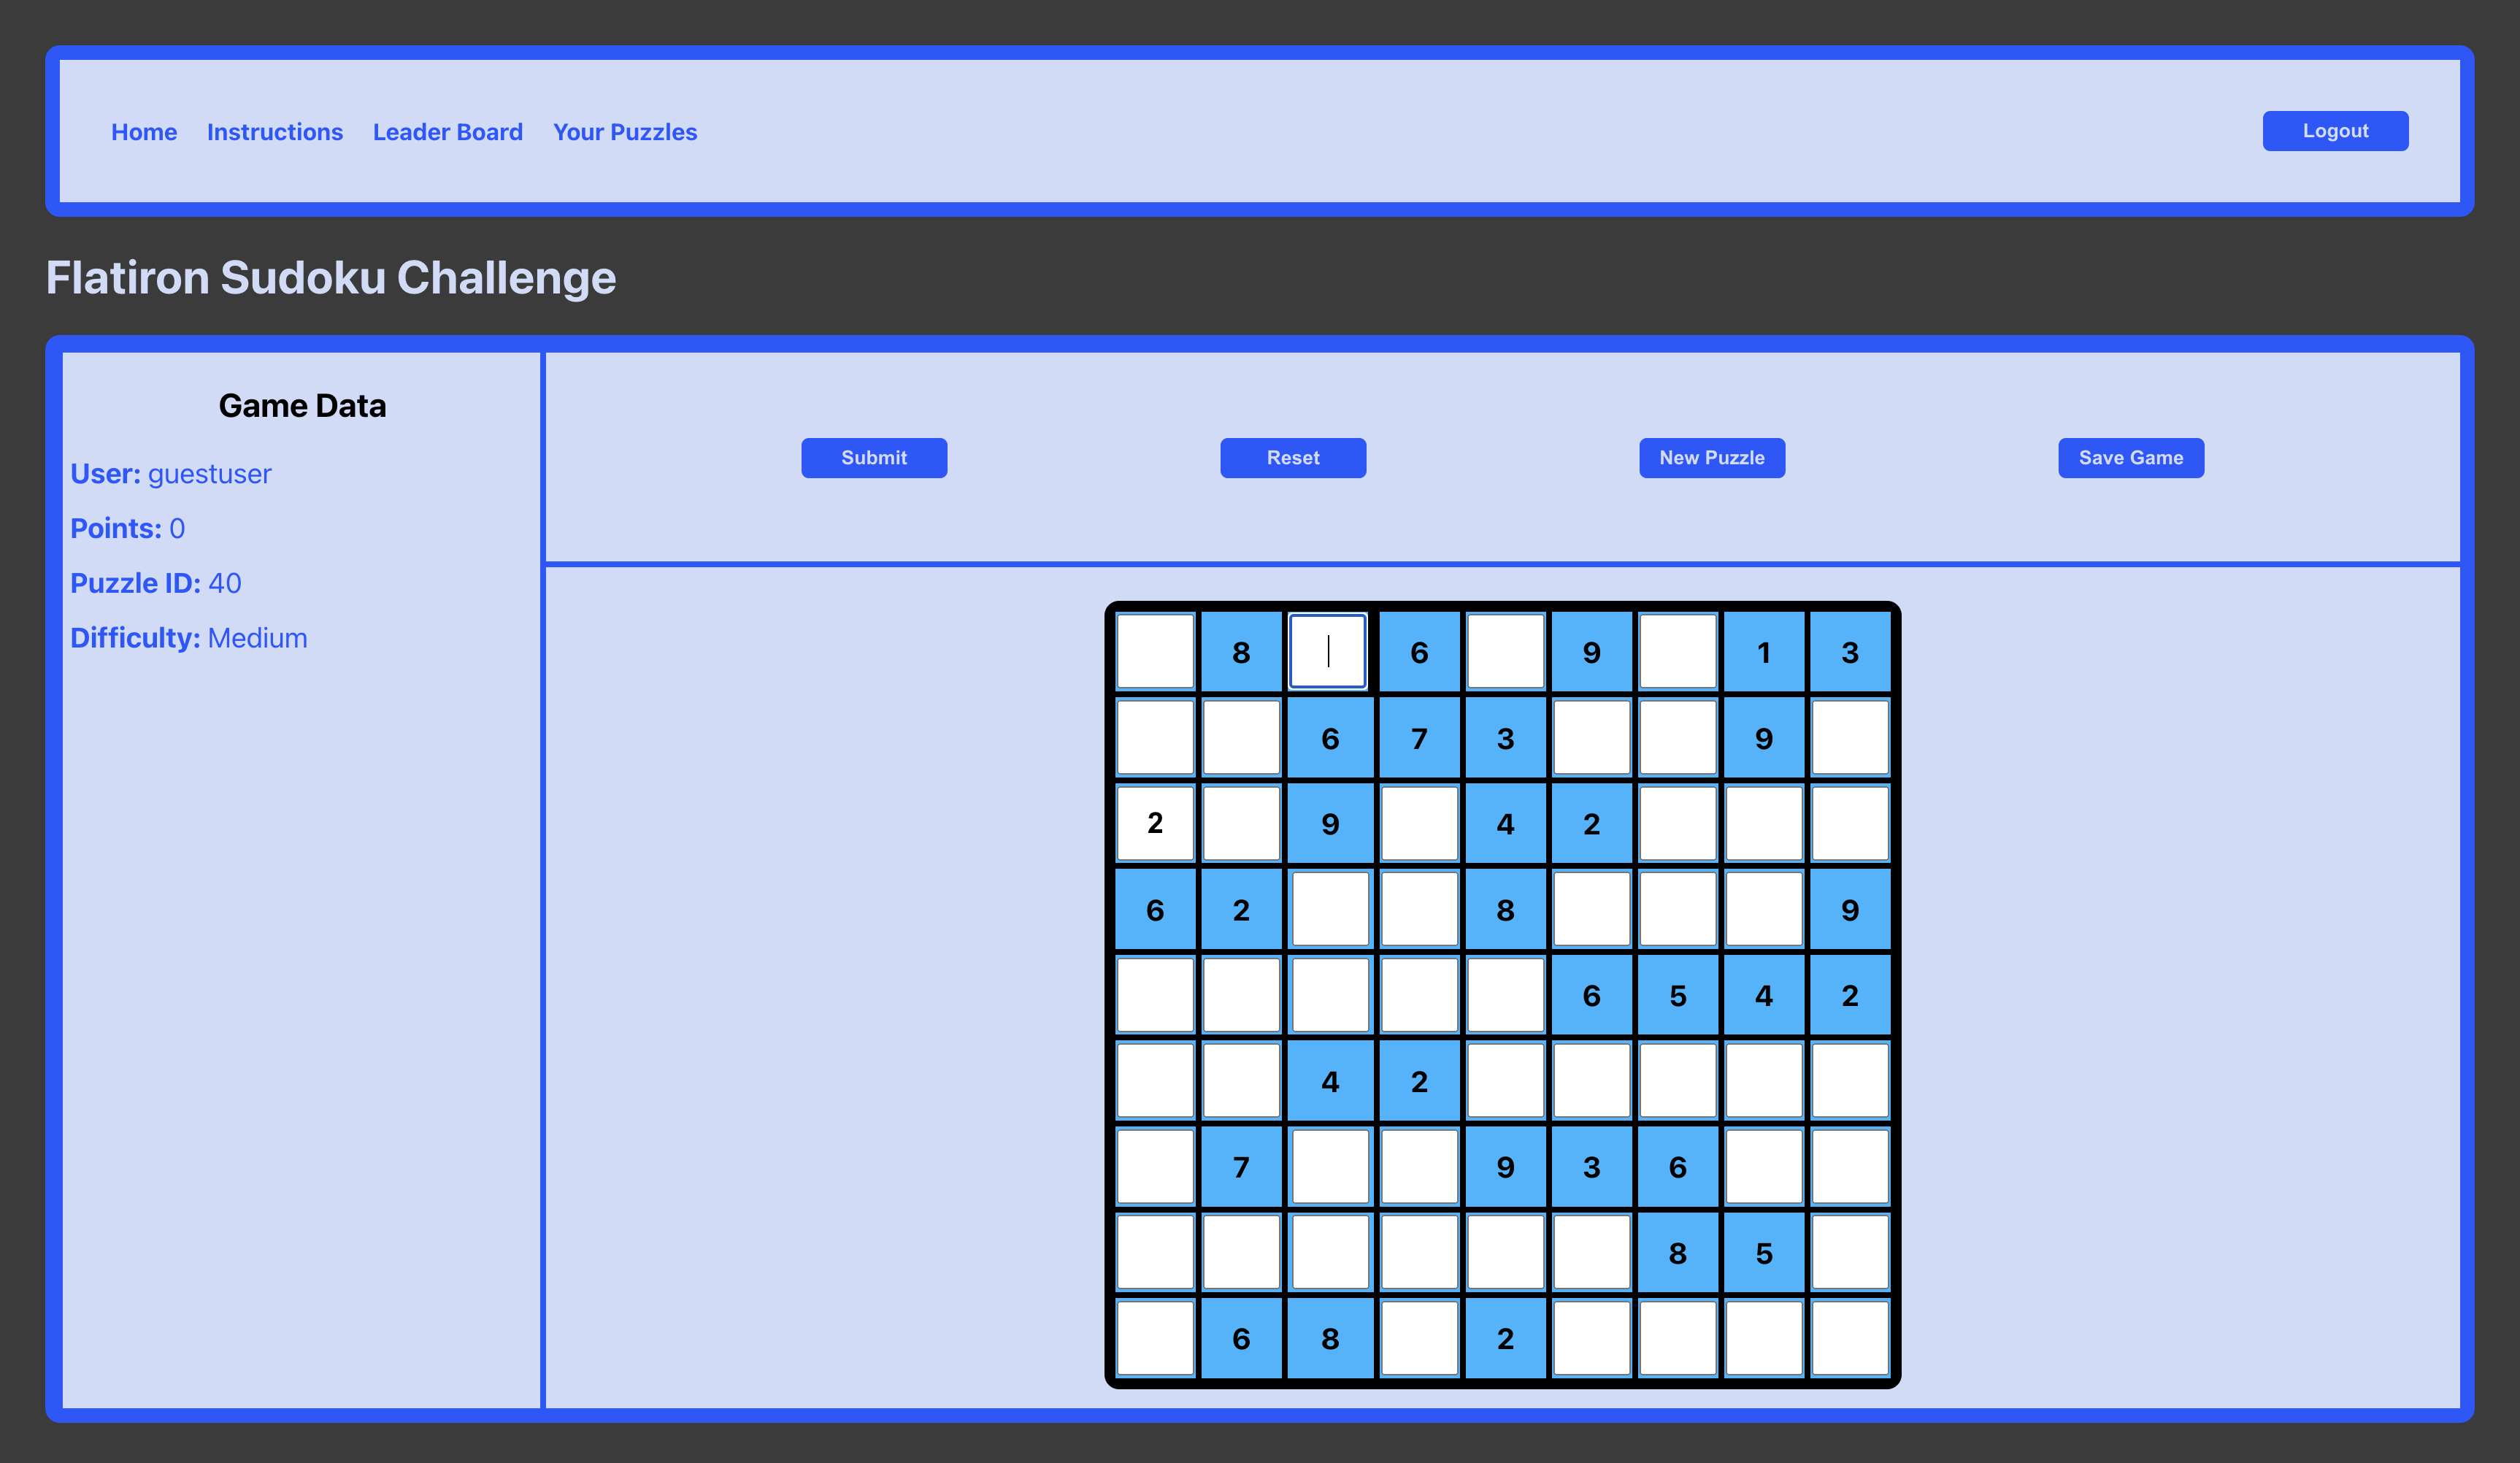 Home Instructions Leader Board Your Puzzles Logout
Flatiron Sudoku Challenge
Game Data
User: guestuser
Points: 0
Puzzle ID: 40
Difficulty: Medium
Submit Reset New Puzzle Save Game
8 6 9 1 3
6 7 3 9
2 9 4 2
6 2 8 9
6 5 4 2
4 2
7 9 3 6
8 5
6 8 2